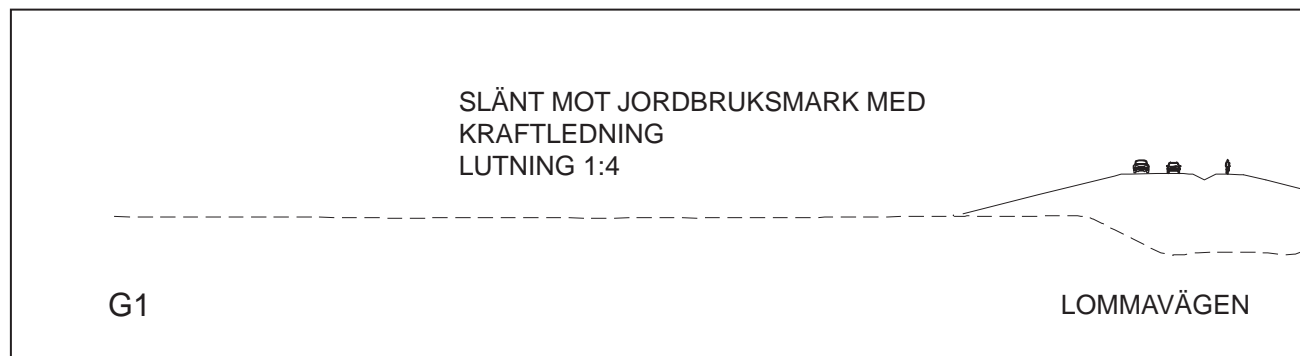 SLÄNT MOT JORDBRUKSMARK MED
KRAFTLEDNING
LUTNING 1:4
G1
LOMMAVÄGEN